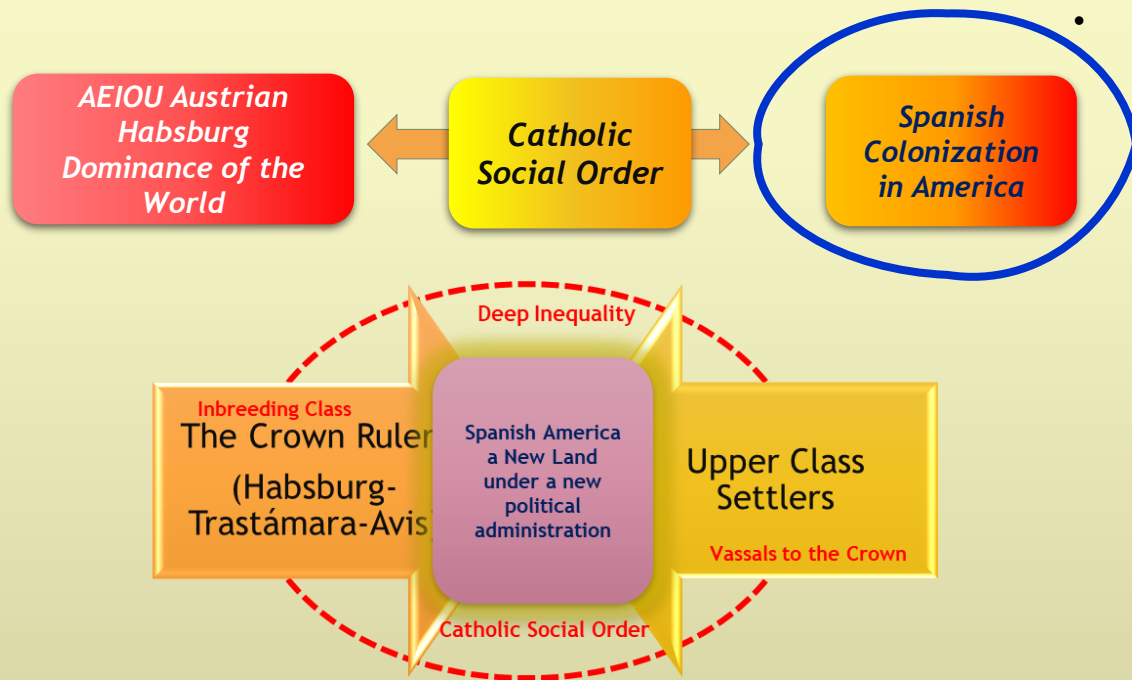 AEIOU Austrian
Habsburg
Dominance of the
World
Catholic
Social Order
Spanish
Colonization
in America
Deep Inequality
Inbreeding Class
The Crown Ruler
(Habsburg-
Trastámara-Avis)
Spanish America
a New Land
under a new
political
administration
Upper Class
Settlers
Vassals to the Crown
Catholic Social Order